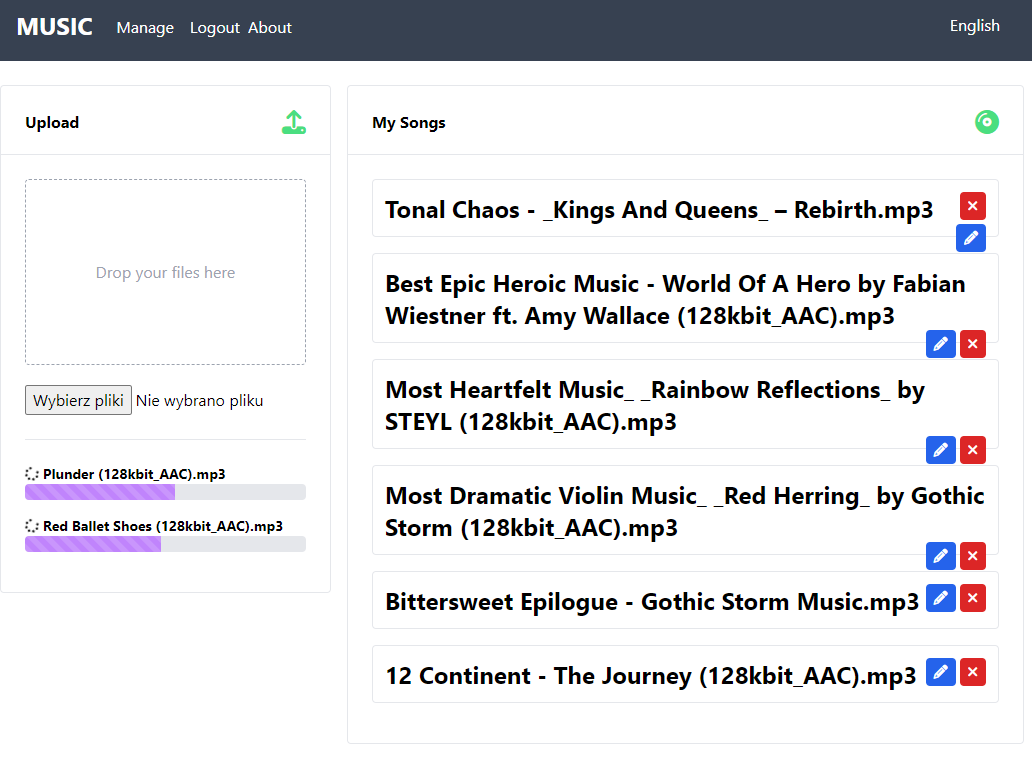 MUSIC Manage Logout About English
Upload
Drop your files here
Wybierz pliki Nie wybrano pliku
Plunder (128kbit_AAC).mp3
Red Ballet Shoes (128kbit_AAC).mp3
My Songs
Tonal Chaos - _Kings And Queens_ – Rebirth.mp3
Best Epic Heroic Music - World Of A Hero by Fabian
Wiestner ft. Amy Wallace (128kbit_AAC).mp3
Most Heartfelt Music_ _Rainbow Reflections_ by
STEYL (128kbit_AAC).mp3
Most Dramatic Violin Music_ _Red Herring_ by Gothic
Storm (128kbit_AAC).mp3
Bittersweet Epilogue - Gothic Storm Music.mp3
12 Continent - The Journey (128kbit_AAC).mp3